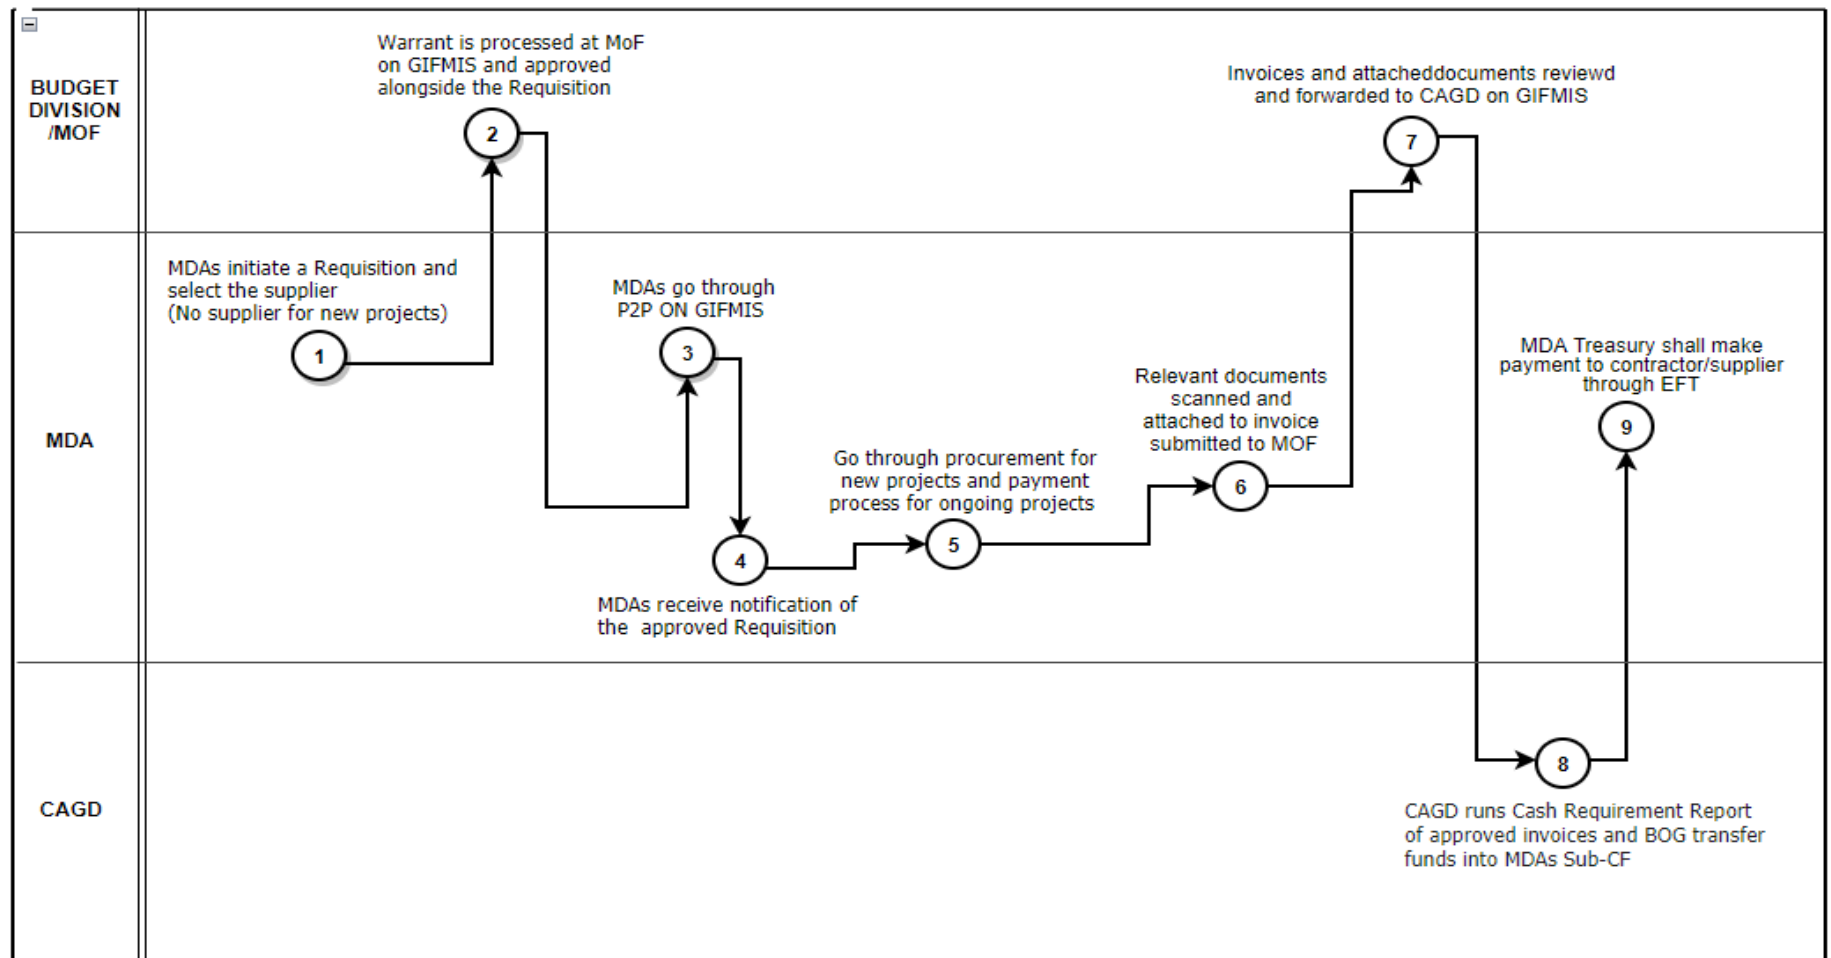 BUDGET
DIVISION
/MOF
Warrant is processed at MoF
on GIFMIS and approved
alongside the Requisition
2
Invoices and attacheddocuments reviewd
and forwarded to CAGD on GIFMIS
7
MDA
MDAs initiate a Requisition and
select the supplier
(No supplier for new projects)
1
MDAs go through
P2P ON GIFMIS
3
MDAs receive notification of
the approved Requisition
4
Go through procurement for
new projects and payment
process for ongoing projects
5
Relevant documents
scanned and
attached to invoice
submitted to MOF
6
MDA Treasury shall make
payment to contractor/supplier
through EFT
9
CAGD
8
CAGD runs Cash Requirement Report
of approved invoices and BOG transfer
funds into MDAs Sub-CF